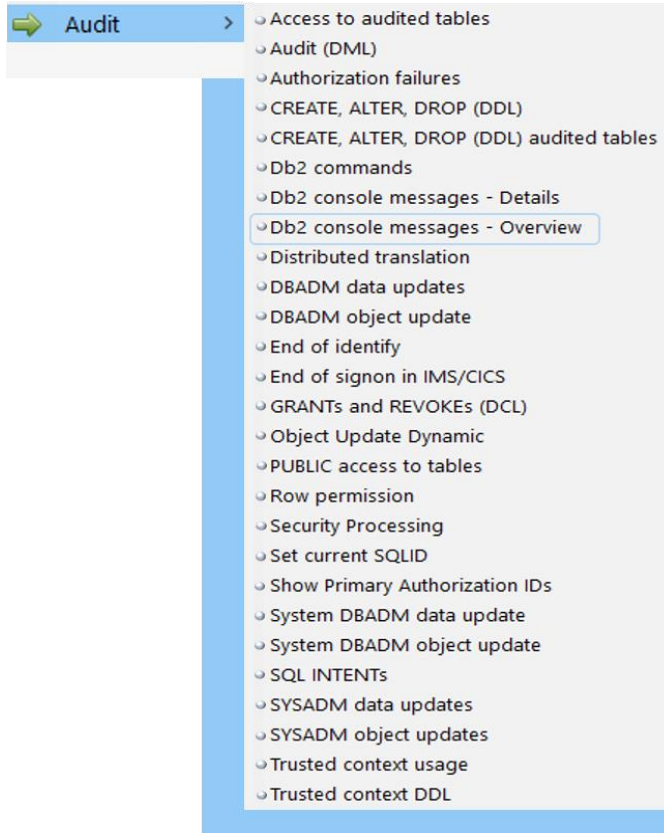 Audit >
Access to audited tables
Audit (DML)
Authorization failures
CREATE, ALTER, DROP (DDL)
CREATE, ALTER, DROP (DDL) audited tables
Db2 commands
Db2 console messages - Details
Db2 console messages - Overview
Distributed translation
DBADM data updates
DBADM object update
End of identify
End of signon in IMS/CICS
GRANTs and REVOKEs (DCL)
Object Update Dynamic
PUBLIC access to tables
Row permission
Security Processing
Set current SQLID
Show Primary Authorization IDs
System DBADM data update
System DBADM object update
SQL INTENTs
SYSADM data updates
SYSADM object updates
Trusted context usage
Trusted context DDL